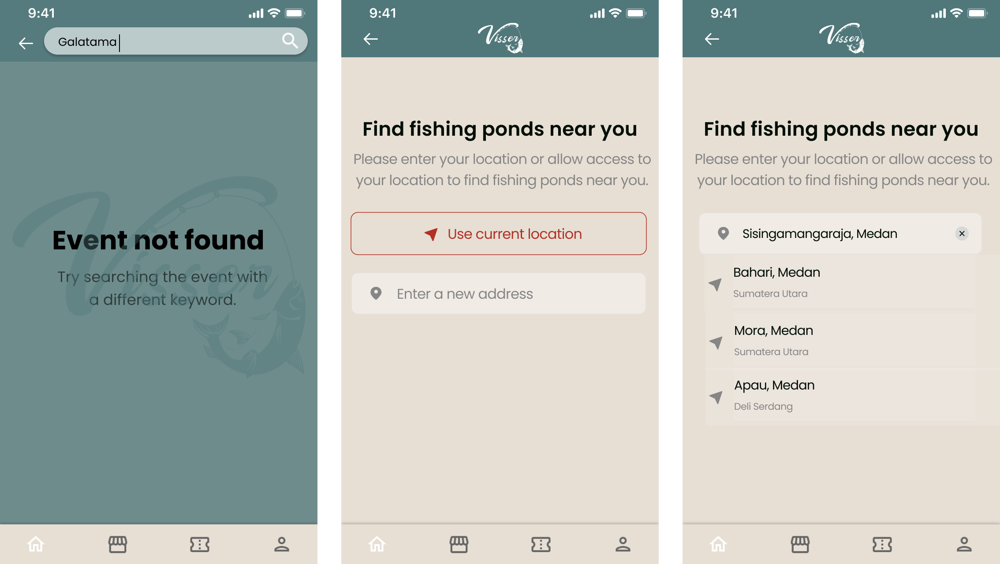 9:41
Galatama
Visser
Event not found
Try searching the event with
a different keyword.
9:41
Visser
Find fishing ponds near you
Please enter your location or allow access to
your location to find fishing ponds near you.
Use current location
Enter a new address
9:41
Visser
Find fishing ponds near you
Please enter your location or allow access to
your location to find fishing ponds near you.
Sisingamangaraja, Medan
Bahari, Medan
Sumatera Utara
Mora, Medan
Sumatera Utara
Apau, Medan
Deli Serdang